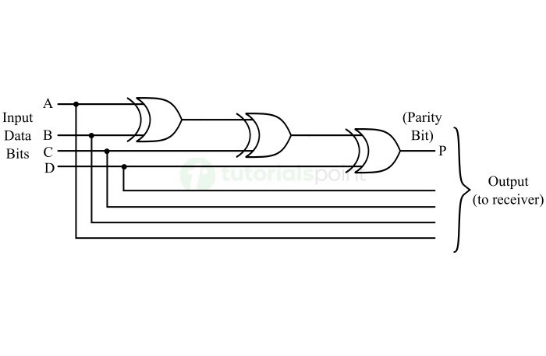 A
Input
Data
Bits
B
C
D
(Parity
Bit)
P
Output
(to receiver)
tutorialspoint